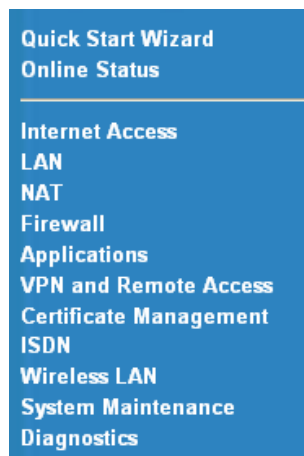 Quick Start Wizard
Online Status
Internet Access
LAN
NAT
Firewall
Applications
VPN and Remote Access
Certificate Management
ISDN
Wireless LAN
System Maintenance
Diagnostics